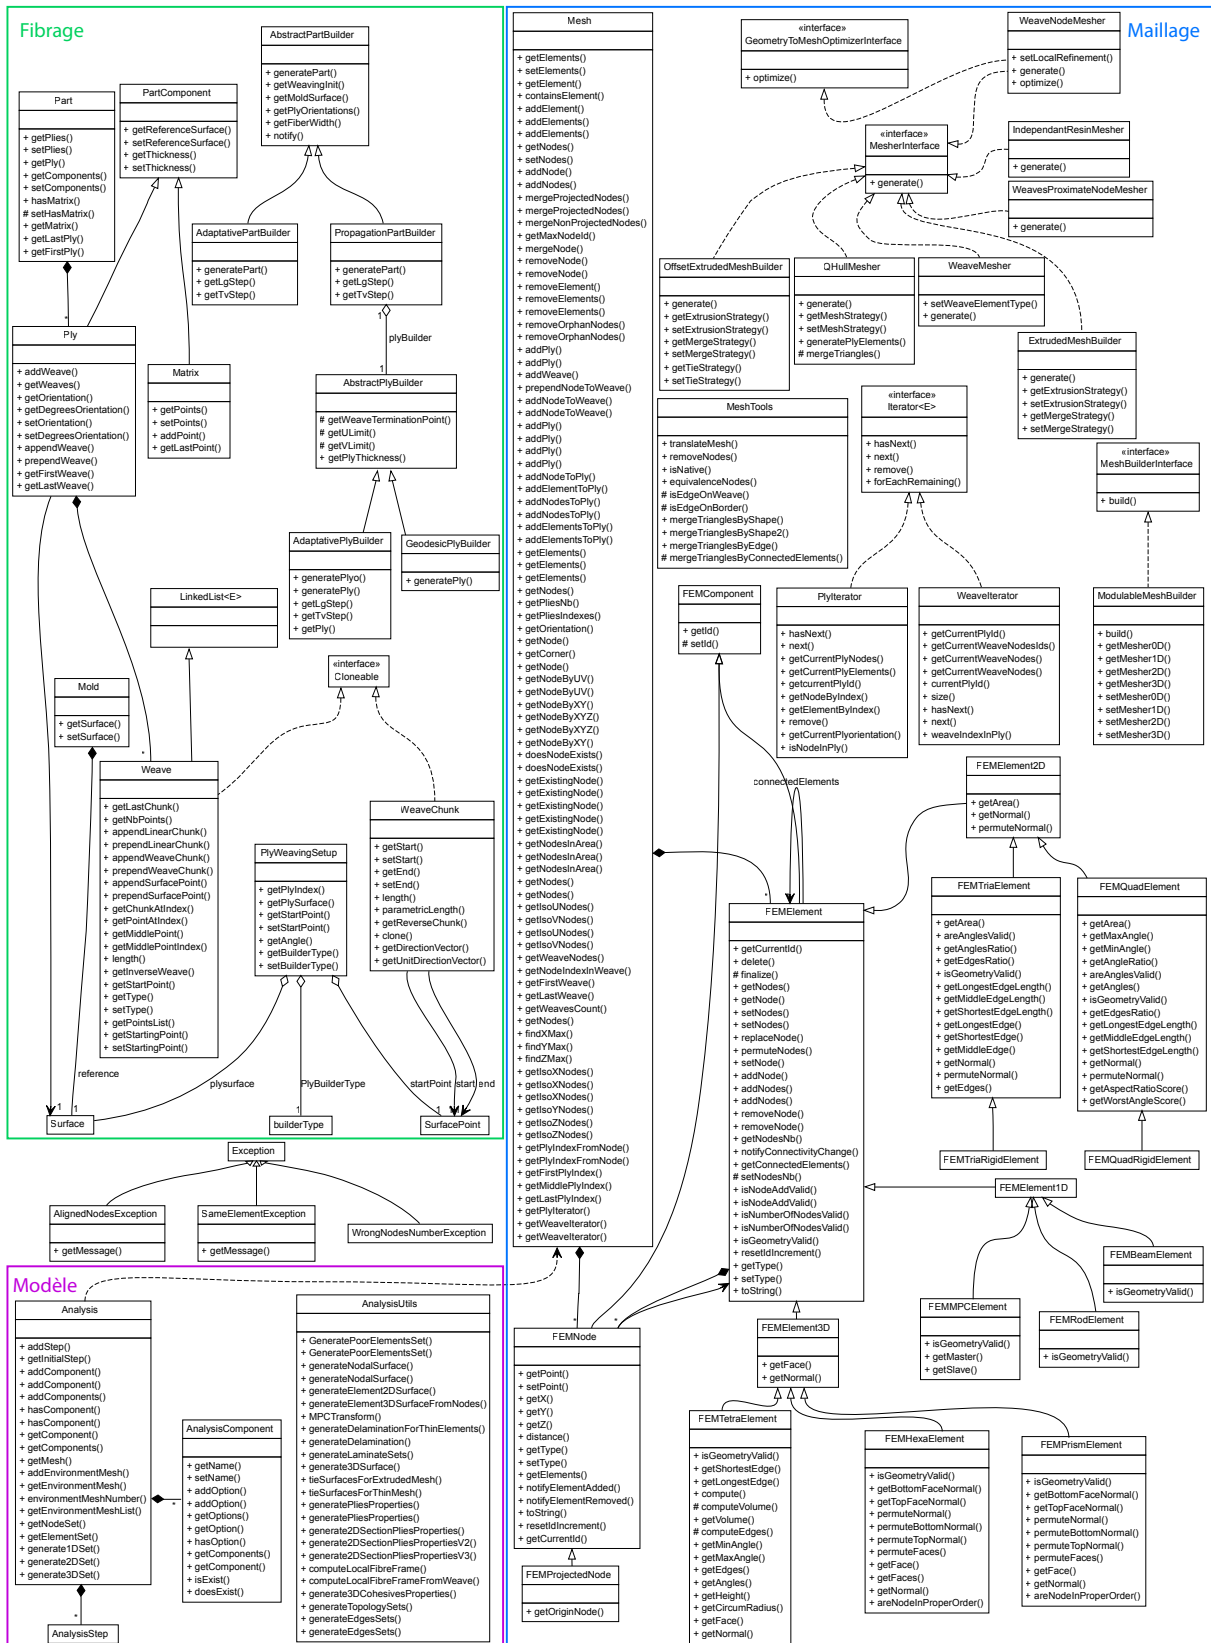 Fibrage
AbstractPartBuilder
+ generatePart()
+ getWeavingInit()
+ getMoldSurface()
+ getPlyOrientations()
+ getFiberWidth()
+ notify()
Part
+ getPlies()
+ setPlies()
+ getPly()
+ getComponents()
+ setComponents()
+ hasMatrix()
# setHasMatrix()
+ getMatrix()
+ getLastPly()
+ getFirstPly()
PartComponent
+ getReferenceSurface()
+ setReferenceSurface()
+ getThickness()
+ setThickness()
AdaptativePartBuilder
+ generatePart()
+ getLgStep()
+ getTvStep()
PropagationPartBuilder
+ generatePart()
+ getLgStep()
+ getTvStep()
1
plyBuilder
1
*
Ply
+ addWeave()
+ getWeaves()
+ getOrientation()
+ getDegreesOrientation()
+ setOrientation()
+ setDegreesOrientation()
+ appendWeave()
+ prependWeave()
+ getFirstWeave()
+ getLastWeave()
Matrix
+ getPoints()
+ setPoints()
+ addPoint()
+ getLastPoint()
AbstractPlyBuilder
# getWeaveTerminationPoint()
# getULimit()
# getVLimit()
+ getPlyThickness()
AdaptativePlyBuilder
+ generatePlyo()
+ generatePly()
+ getLgStep()
+ getTvStep()
+ getPly()
GeodesicPlyBuilder
+ generatePly()
LinkedList<E>
«interface»
Cloneable
Mold
+ getSurface()
+ setSurface()
*
Weave
+ getLastChunk()
+ getNbPoints()
+ appendLinearChunk()
+ prependLinearChunk()
+ appendWeaveChunk()
+ prependWeaveChunk()
+ appendSurfacePoint()
+ prependSurfacePoint()
+ getChunkAtIndex()
+ getPointAtIndex()
+ getMiddlePoint()
+ getMiddlePointIndex()
+ length()
+ getInverseWeave()
+ getStartPoint()
+ getType()
+ setType()
+ getPointsList()
+ getStartingPoint()
+ setStartingPoint()
WeaveChunk
+ getStart()
+ setStart()
+ getEnd()
+ setEnd()
+ length()
+ parametricLength()
+ getReverseChunk()
+ clone()
+ getDirectionVector()
+ getUnitDirectionVector()
PlyWeavingSetup
+ getPlyIndex()
+ getPlySurface()
+ getStartPoint()
+ setStartPoint()
+ getAngle()
+ getBuilderType()
+ setBuilderType()
reference
plysurface
PlyBuilderType
startPoint
start
end
1
1
1
1
Surface
builderType
SurfacePoint
Exception
AlignedNodesException
+ getMessage()
SameElementException
+ getMessage()
WrongNodesNumberException
Modèle
Analysis
+ addStep()
+ getInitialStep()
+ addComponent()
+ addComponent()
+ addComponents()
+ hasComponent()
+ hasComponent()
+ getComponent()
+ getComponents()
+ getMesh()
+ addEnvironmentMesh()
+ getEnvironmentMesh()
+ environmentMeshNumber()
+ getEnvironmentMeshList()
+ getNodeSet()
+ getElementSet()
+ generate1DSet()
+ generate2DSet()
+ generate3DSet()
*
AnalysisStep
AnalysisComponent
+ getName()
+ setName()
+ addOption()
+ addOption()
+ getOptions()
+ getOption()
+ hasOption()
+ getComponents()
+ getComponent()
+ isExist()
+ doesExist()
*
AnalysisUtils
+ GeneratePoorElementsSet()
+ GeneratePoorElementsSet()
+ generateNodalSurface()
+ generateNodalSurface()
+ generateElement2DSurface()
+ generateElement3DSurfaceFromNodes()
+ MPCTransform()
+ generateDelaminationForThinElements()
+ generateDelamination()
+ generateLaminateSets()
+ generate3DSurface()
+ tieSurfacesForExtrudedMesh()
+ tieSurfacesForThinMesh()
+ generatePliesProperties()
+ generatePliesProperties()
+ generate2DSectionPliesProperties()
+ generate2DSectionPliesPropertiesV2()
+ generate2DSectionPliesPropertiesV3()
+ computeLocalFibreFrame()
+ computeLocalFibreFrameFromWeave()
+ generate3DCohesivesProperties()
+ generateTopologySets()
+ generateEdgesSets()
+ generateEdgesSets()
Maillage
Mesh
+ getElements()
+ setElements()
+ getElement()
+ containsElement()
+ addElement()
+ addElements()
+ addElements()
+ getNodes()
+ setNodes()
+ addNode()
+ addNodes()
+ mergeProjectedNodes()
+ mergeProjectedNodes()
+ mergeNonProjectedNodes()
+ getMaxNodeId()
+ mergeNode()
+ removeNode()
+ removeNode()
+ removeElement()
+ removeElements()
+ removeElements()
+ removeOrphanNodes()
+ removeOrphanNodes()
+ addPly()
+ addPly()
+ addWeave()
+ prependNodeToWeave()
+ addNodeToWeave()
+ addNodeToWeave()
+ addPly()
+ addPly()
+ addPly()
+ addPly()
+ addNodeToPly()
+ addElementToPly()
+ addNodesToPly()
+ addNodesToPly()
+ addElementsToPly()
+ addElementsToPly()
+ getElements()
+ getElements()
+ getElements()
+ getNodes()
+ getPliesNb()
+ getPliesIndexes()
+ getOrientation()
+ getNode()
+ getCorner()
+ getNode()
+ getNodeByUV()
+ getNodeByUV()
+ getNodeByXY()
+ getNodeByXYZ()
+ getNodeByXYZ()
+ getNodeByXY()
+ doesNodeExists()
+ doesNodeExists()
+ getExistingNode()
+ getExistingNode()
+ getExistingNode()
+ getExistingNode()
+ getExistingNode()
+ getNodesInArea()
+ getNodesInArea()
+ getNodesInArea()
+ getNodes()
+ getNodes()
+ getIsoUNodes()
+ getIsoVNodes()
+ getIsoUNodes()
+ getIsoVNodes()
+ getWeaveNodes()
+ getNodeIndexInWeave()
+ getFirstWeave()
+ getLastWeave()
+ getWeavesCount()
+ getNodes()
+ findXMax()
+ findYMax()
+ findZMax()
+ getIsoXNodes()
+ getIsoXNodes()
+ getIsoXNodes()
+ getIsoYNodes()
+ getIsoZNodes()
+ getIsoZNodes()
+ getPlyIndexFromNode()
+ getPlyIndexFromNode()
+ getFirstPlyIndex()
+ getMiddlePlyIndex()
+ getLastPlyIndex()
+ getPlyIterator()
+ getWeaveIterator()
+ getWeaveIterator()
«interface»
GeometryToMeshOptimizerInterface
+ optimize()
WeaveNodeMesher
+ setLocalRefinement()
+ generate()
+ optimize()
«interface»
MesherInterface
+ generate()
IndependantResinMesher
+ generate()
WeavesProximateNodeMesher
+ generate()
OffsetExtrudedMeshBuilder
+ generate()
+ getExtrusionStrategy()
+ setExtrusionStrategy()
+ getMergeStrategy()
+ setMergeStrategy()
+ getTieStrategy()
+ setTieStrategy()
QHullMesher
+ generate()
+ getMeshStrategy()
+ setMeshStrategy()
+ generatePlyElements()
# mergeTriangles()
WeaveMesher
+ setWeaveElementType()
+ generate()
ExtrudedMeshBuilder
+ generate()
+ getExtrusionStrategy()
+ setExtrusionStrategy()
+ getMergeStrategy()
+ setMergeStrategy()
MeshTools
+ translateMesh()
+ removeNodes()
+ isNative()
+ equivalenceNodes()
# isEdgeOnWeave()
# isEdgeOnBorder()
+ mergeTrianglesByShape()
+ mergeTrianglesByShape2()
+ mergeTrianglesByEdge()
# mergeTrianglesByConnectedElements()
«interface»
Iterator<E>
+ hasNext()
+ next()
+ remove()
+ forEachRemaining()
«interface»
MeshBuilderInterface
+ build()
FEMComponent
+ getId()
# setId()
PlyIterator
+ hasNext()
+ next()
+ getCurrentPlyNodes()
+ getCurrentPlyElements()
+ getcurrentPlyId()
+ getNodeByIndex()
+ getElementByIndex()
+ remove()
+ getCurrentPlyorientation()
+ isNodeInPly()
WeaveIterator
+ getCurrentPlyId()
+ getCurrentWeaveNodesIds()
+ getCurrentWeaveNodes()
+ getCurrentWeaveNodes()
+ currentPlyId()
+ size()
+ hasNext()
+ next()
+ weaveIndexInPly()
ModulableMeshBuilder
+ build()
+ getMesher0D()
+ getMesher1D()
+ getMesher2D()
+ getMesher3D()
+ setMesher0D()
+ setMesher1D()
+ setMesher2D()
+ setMesher3D()
connectedElements
FEMElement2D
+ getArea()
+ getNormal()
+ permuteNormal()
*
FEMElement
+ getCurrentId()
+ delete()
# finalize()
+ getNodes()
+ getNode()
+ setNodes()
+ setNodes()
+ replaceNode()
+ permuteNodes()
+ setNode()
+ addNode()
+ addNodes()
+ addNodes()
+ removeNode()
+ removeNode()
+ getNodesNb()
+ notifyConnectivityChange()
+ getConnectedElements()
# setNodesNb()
+ isNodeAddValid()
+ isNodeAddValid()
+ isNumberOfNodesValid()
+ isNumberOfNodesValid()
+ isGeometryValid()
+ resetIdIncrement()
+ getType()
+ setType()
+ toString()
FEMTriaElement
+ getArea()
+ areAnglesValid()
+ getAnglesRatio()
+ getEdgesRatio()
+ isGeometryValid()
+ getLongestEdgeLength()
+ getMiddleEdgeLength()
+ getShortestEdgeLength()
+ getLongestEdge()
+ getShortestEdge()
+ getMiddleEdge()
+ getNormal()
+ permuteNormal()
+ getEdges()
FEMQuadElement
+ getArea()
+ getMaxAngle()
+ getMinAngle()
+ getAngleRatio()
+ areAnglesValid()
+ getAngles()
+ isGeometryValid()
+ getEdgesRatio()
+ getLongestEdgeLength()
+ getMiddleEdgeLength()
+ getShortestEdgeLength()
+ getNormal()
+ permuteNormal()
+ getAspectRatioScore()
+ getWorstAngleScore()
FEMTriaRigidElement
FEMQuadRigidElement
FEMElement1D
FEMBeamElement
+ isGeometryValid()
FEMMPCElement
+ isGeometryValid()
+ getMaster()
+ getSlave()
FEMRodElement
+ isGeometryValid()
*
*
FEMNode
+ getPoint()
+ setPoint()
+ getX()
+ getY()
+ getZ()
+ distance()
+ getType()
+ setType()
+ getElements()
+ notifyElementAdded()
+ notifyElementRemoved()
+ toString()
+ resetIdIncrement()
+ getCurrentId()
FEMProjectedNode
+ getOriginNode()
FEMElement3D
+ getFace()
+ getNormal()
FEMTetraElement
+ isGeometryValid()
+ getShortestEdge()
+ getLongestEdge()
+ compute()
# computeVolume()
+ getVolume()
# computeEdges()
+ getMinAngle()
+ getMaxAngle()
+ getEdges()
+ getAngles()
+ getHeight()
+ getCircumRadius()
+ getFace()
+ getNormal()
FEMHexaElement
+ isGeometryValid()
+ getBottomFaceNormal()
+ getTopFaceNormal()
+ permuteNormal()
+ permuteBottomNormal()
+ permuteTopNormal()
+ permuteFaces()
+ getFace()
+ getFaces()
+ getNormal()
+ areNodeInProperOrder()
FEMPrismElement
+ isGeometryValid()
+ getBottomFaceNormal()
+ getTopFaceNormal()
+ permuteNormal()
+ permuteBottomNormal()
+ permuteTopNormal()
+ permuteFaces()
+ getFace()
+ getNormal()
+ areNodeInProperOrder()